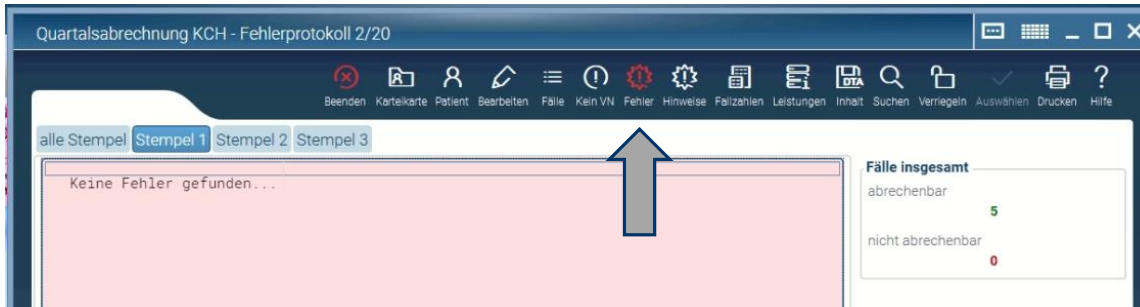 Quartalsabrechnung KCH - Fehlerprotokoll 2/20
Beenden Karteikarte Patient Bearbeiten Fälle Kein VN Fehler Hinweise Fallzahlen Leistungen Inhalt Suchen Verriegeln Auswählen Drucken Hilfe
DTA
alle Stempel Stempel 1 Stempel 2 Stempel 3
Keine Fehler gefunden...
Fälle insgesamt
abrechenbar
5
nicht abrechenbar
0